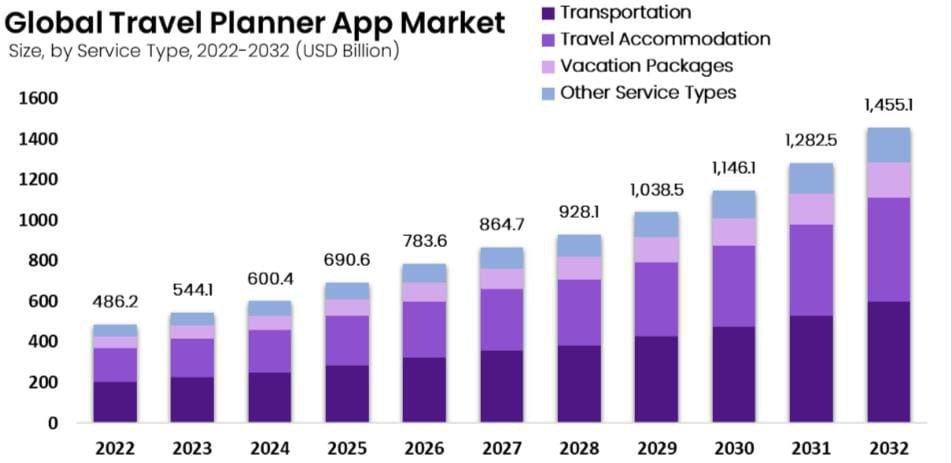 Global Travel Planner App Market
Size, by Service Type, 2022-2032 (USD Billion)
Transportation
Travel Accommodation
Vacation Packages
Other Service Types
1600
1400
1200
1000
800
600
400
200
0
486.2
544.1
600.4
690.6
783.6
864.7
928.1
1,038.5
1,146.1
1,282.5
1,455.1
2022 2023 2024 2025 2026 2027 2028 2029 2030 2031 2032